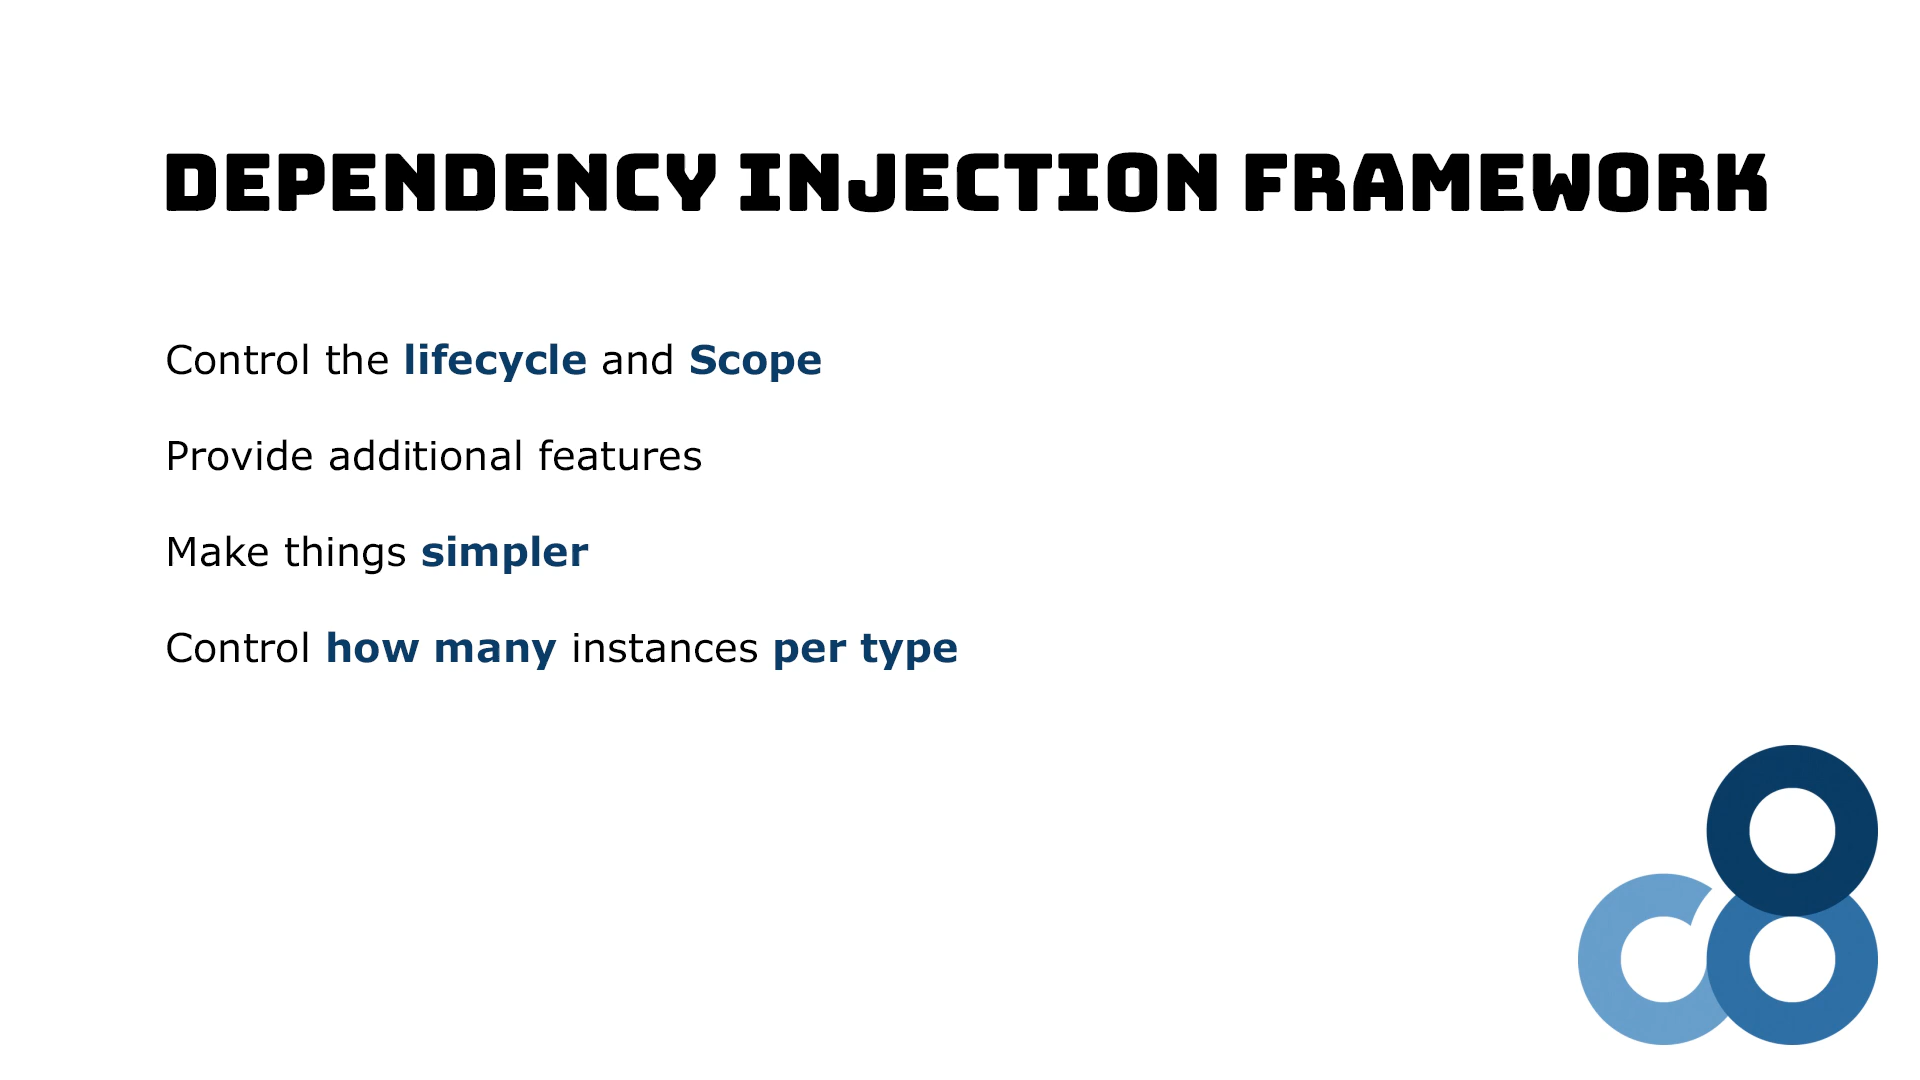 DEPENDENCY INJECTION FRAMEWORK
Control the lifecycle and Scope
Provide additional features
Make things simpler
Control how many instances per type